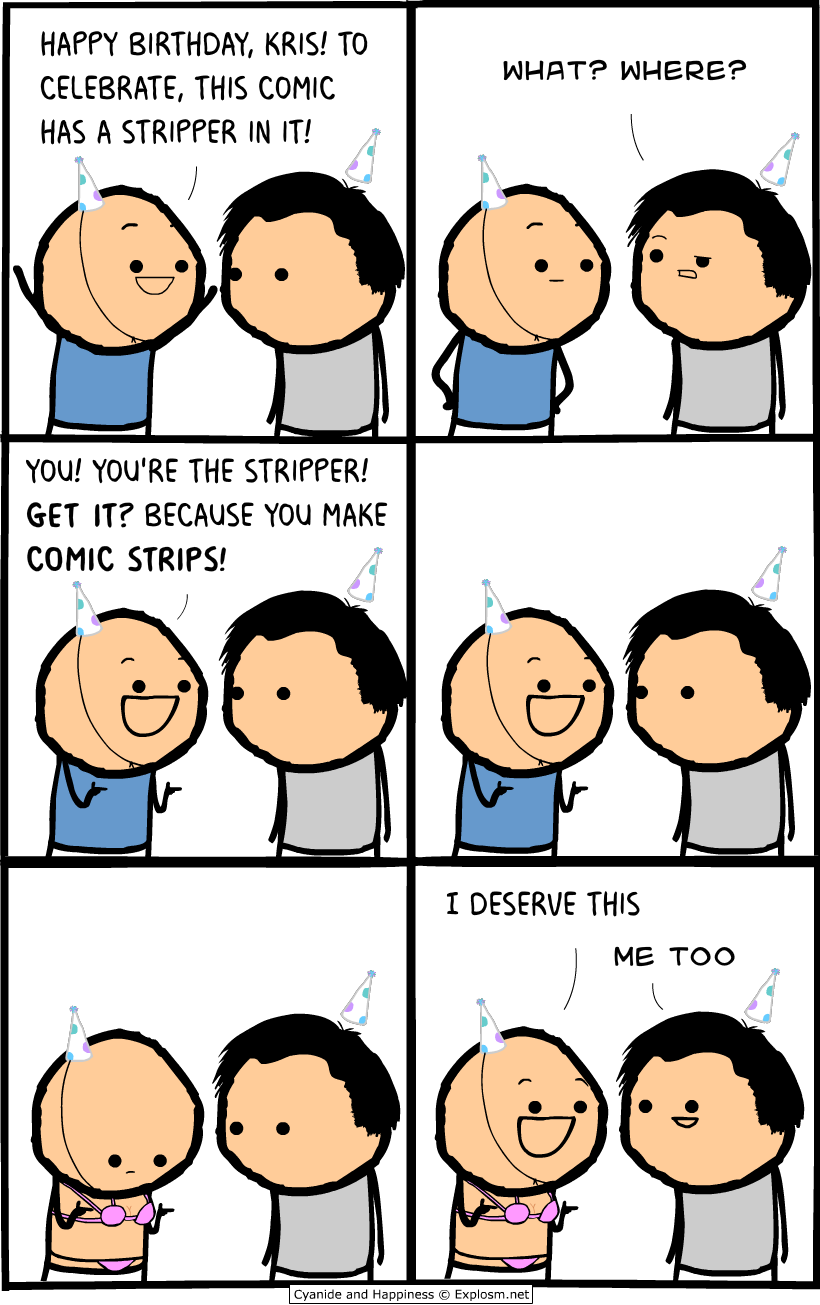 HAPPY BIRTHDAY, KRIS! TO
CELEBRATE, THIS COMIC
HAS A STRIPPER IN IT!
WHAT? WHERE?
YOU! YOU'RE THE STRIPPER!
GET IT? BECAUSE YOU MAKE
COMIC STRIPS!
I DESERVE THIS
ME TOO
Cyanide and Happiness © Explosm.net